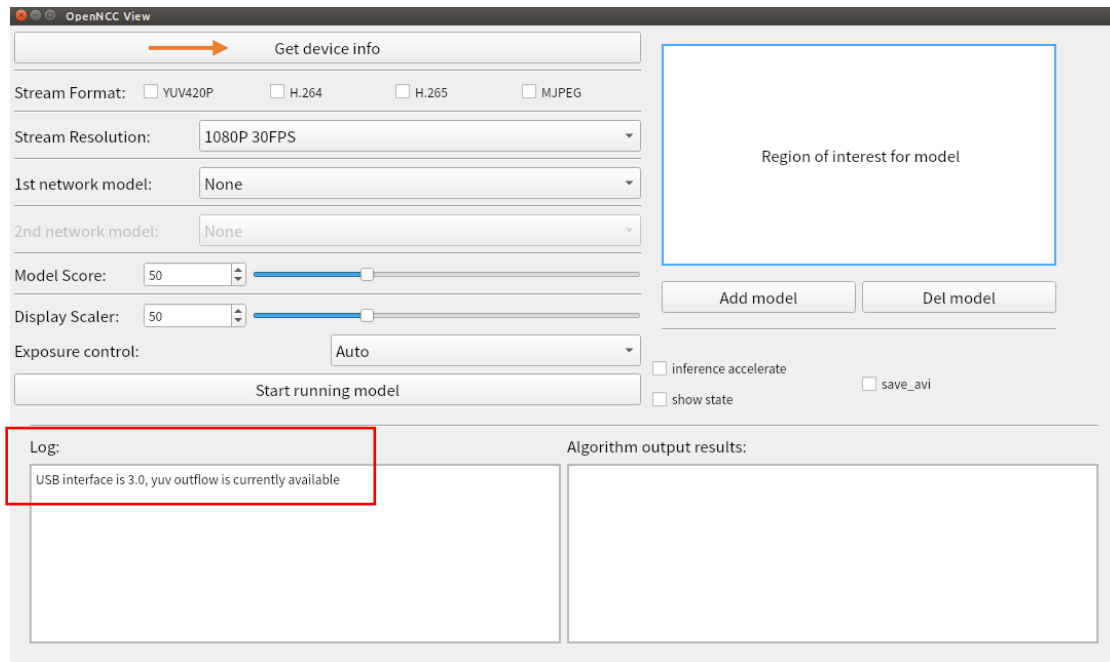 OpenNCC View
Get device info
Stream Format: YUV420P H.264 H.265 MJPEG
Stream Resolution: 1080P 30FPS
1st network model: None
2nd network model: None
Model Score: 50
Display Scaler: 50
Exposure control: Auto
Start running model
Region of interest for model
Add model Del model
inference accelerate
save_avi
show state
Log:
USB interface is 3.0, yuv outflow is currently available
Algorithm output results: